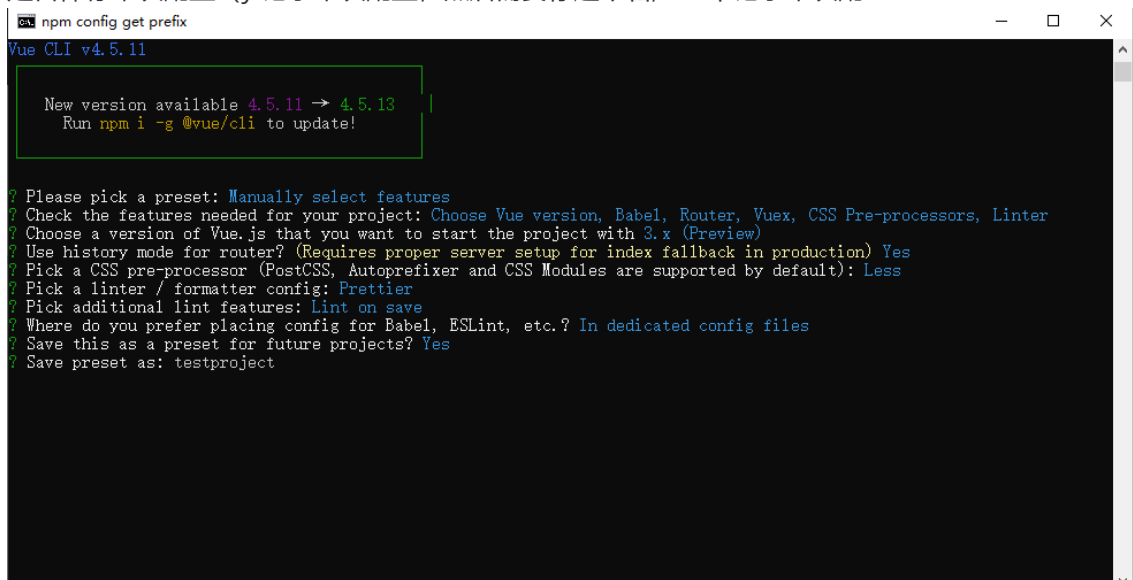 npm config get prefix
Vue CLI v4.5.11
New version available 4.5.11 → 4.5.13
Run npm i -g @vue/cli to update!
? Please pick a preset: Manually select features
? Check the features needed for your project: Choose Vue version, Babel, Router, Vuex, CSS Pre-processors, Linter
? Choose a version of Vue.js that you want to start the project with 3.x (Preview)
? Use history mode for router? (Requires proper server setup for index fallback in production) Yes
? Pick a CSS pre-processor (PostCSS, Autoprefixer and CSS Modules are supported by default): Less
? Pick a linter / formatter config: Prettier
? Pick additional lint features: Lint on save
? Where do you prefer placing config for Babel, ESLint, etc.? In dedicated config files
? Save this as a preset for future projects? Yes
? Save preset as: testproject